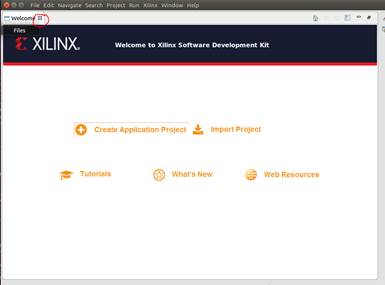 File Edit Navigate Search Project Run Xilinx Window Help
Welcome
Files
XILINX Welcome to Xilinx Software Development Kit
Create Application Project Import Project
Tutorials What's New Web Resources